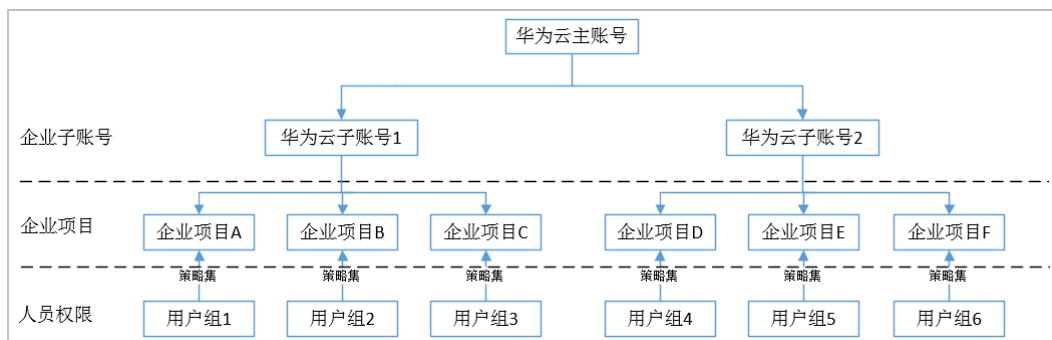 华为云主账号
企业子账号
华为云子账号1
华为云子账号2
企业项目
企业项目A
企业项目B
企业项目C
企业项目D
企业项目E
企业项目F
策略集
策略集
策略集
策略集
策略集
策略集
人员权限
用户组1
用户组2
用户组3
用户组4
用户组5
用户组6